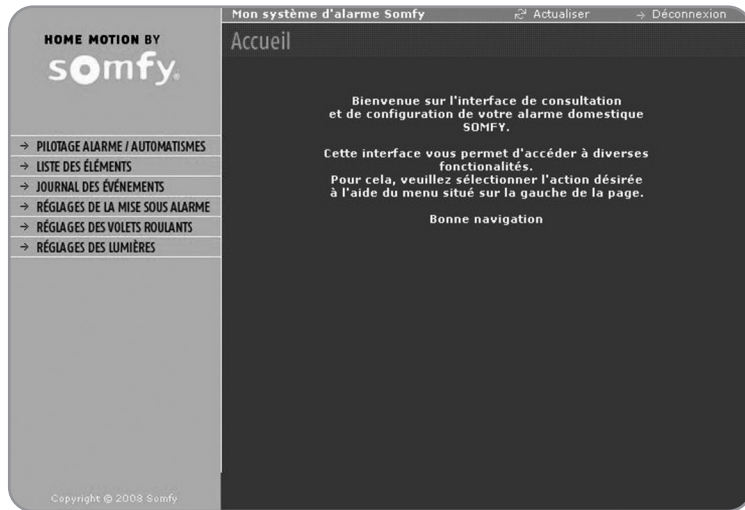 Mon système d'alarme Somfy Actualiser → Déconnexion
HOME MOTION BY
somfy®
Accueil
Bienvenue sur l'interface de consultation
et de configuration de votre alarme domestique
SOMFY.
Cette interface vous permet d'accéder à diverses
fonctionalités.
Pour cela, veuillez sélectionner l'action désirée
à l'aide du menu situé sur la gauche de la page.
Bonne navigation
→ PILOTAGE ALARME / AUTOMATISMES
→ LISTE DES ÉLÉMENTS
→ JOURNAL DES ÉVÉNEMENTS
→ RÉGLAGES DE LA MISE SOUS ALARME
→ RÉGLAGES DES VOLETS ROULANTS
→ RÉGLAGES DES LUMIÈRES
Copyright © 2008 Somfy